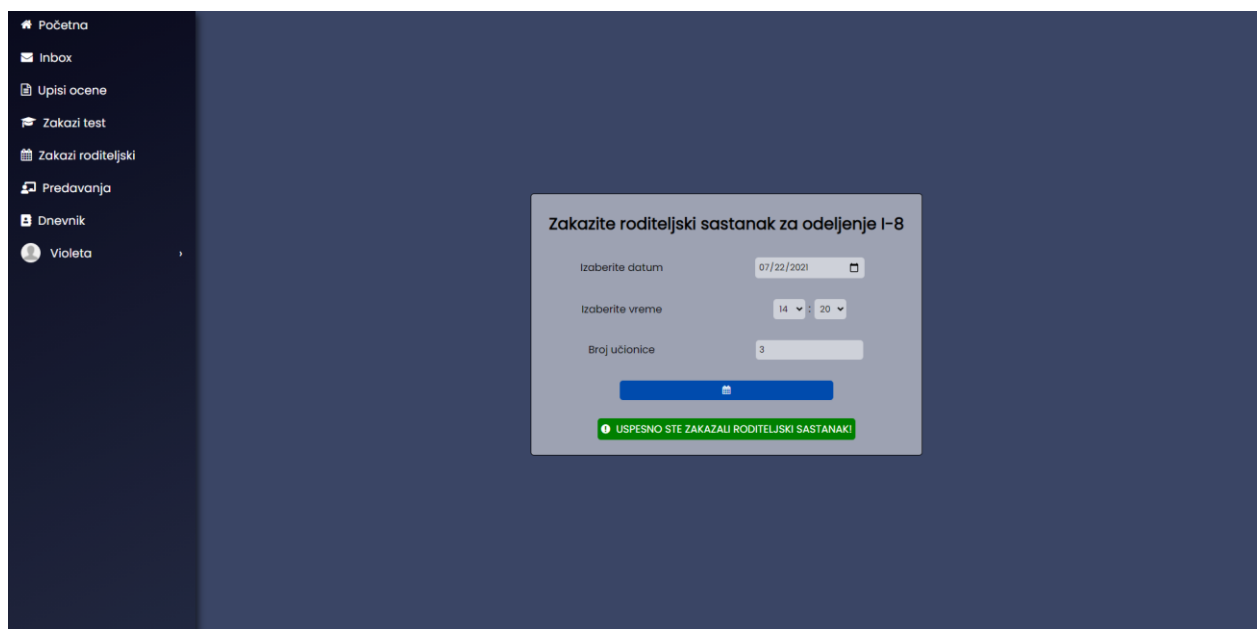 Početna
Inbox
Upisi ocene
Zakazi test
Zakazi roditeljski
Predavanja
Dnevnik
Violeta
Zakazite roditeljski sastanak za odeljenje I-8
Izaberite datum 07/22/2021
Izaberite vreme 14 : 20
Broj učionice 3
USPESNO STE ZAKAZALI RODITELJSKI SASTANAK!